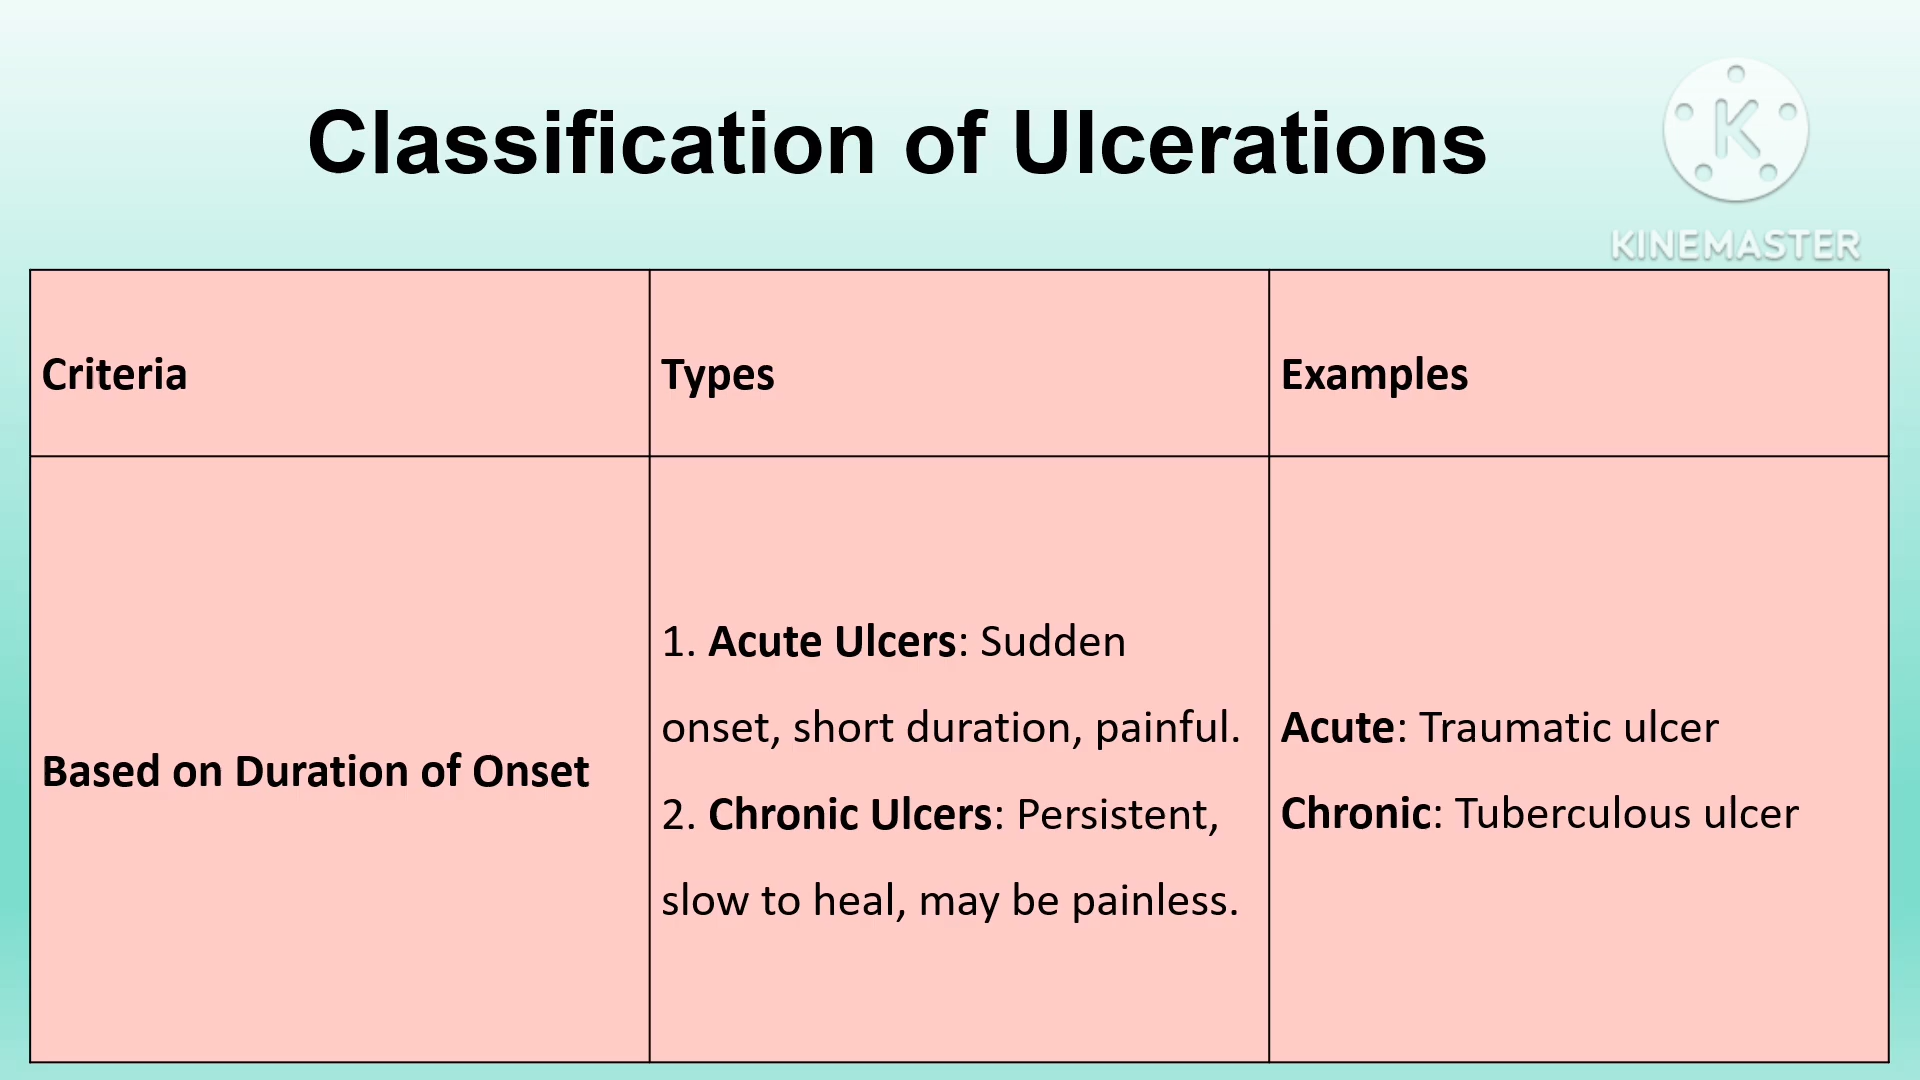 Classification of Ulcerations
K
KINEMASTER
Criteria
Types
Examples
Based on Duration of Onset
1. Acute Ulcers: Sudden
onset, short duration, painful.
2. Chronic Ulcers: Persistent,
slow to heal, may be painless.
Acute: Traumatic ulcer
Chronic: Tuberculous ulcer